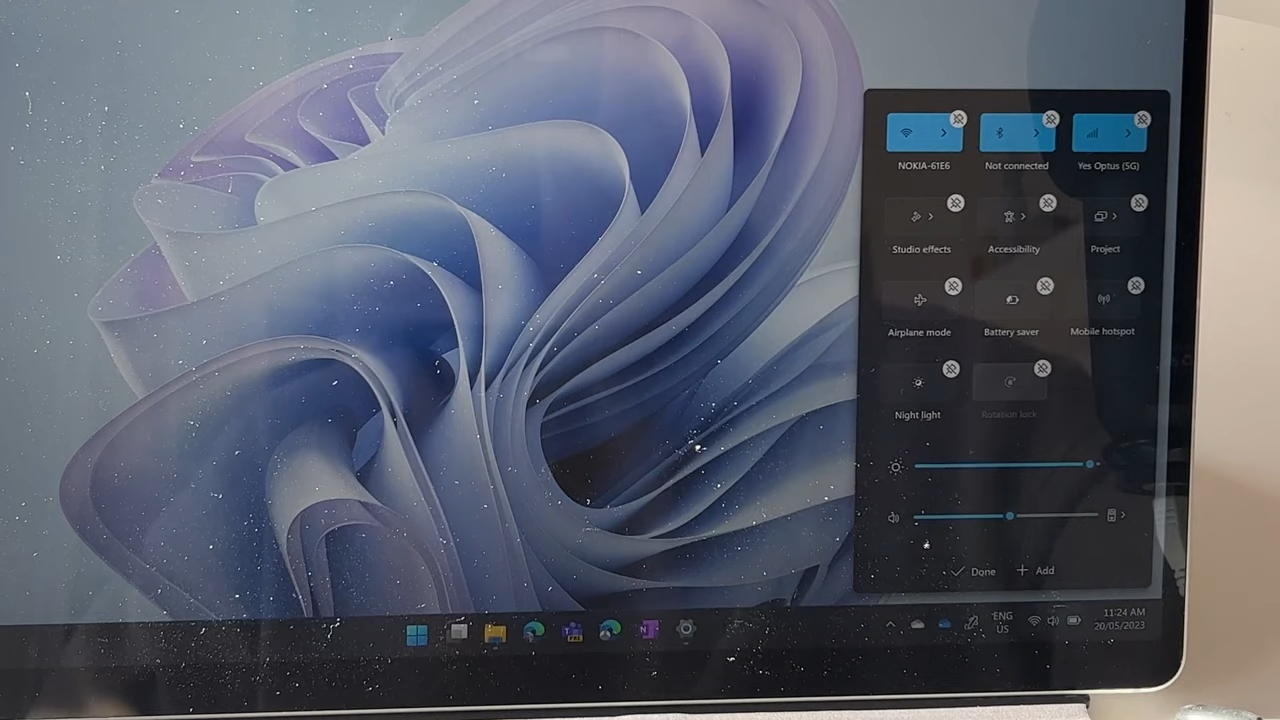 NOKIA-61E6
Not connected
Yes Optus (5G)
Studio effects
Accessibility
Project
Airplane mode
Battery saver
Mobile hotspot
Night light
Rotation lock
Done
Add
ENG
US
11:24 AM
20/05/2023